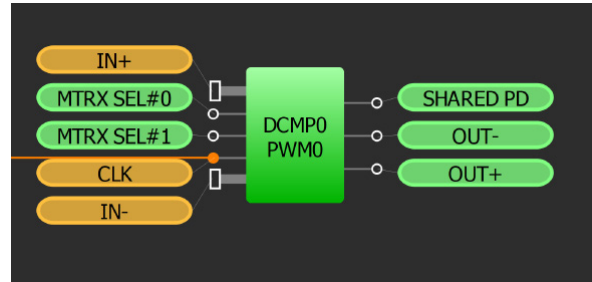 IN+
MTRX SEL#0
MTRX SEL#1
CLK
IN-
DCMP0
PWM0
SHARED PD
OUT-
OUT+